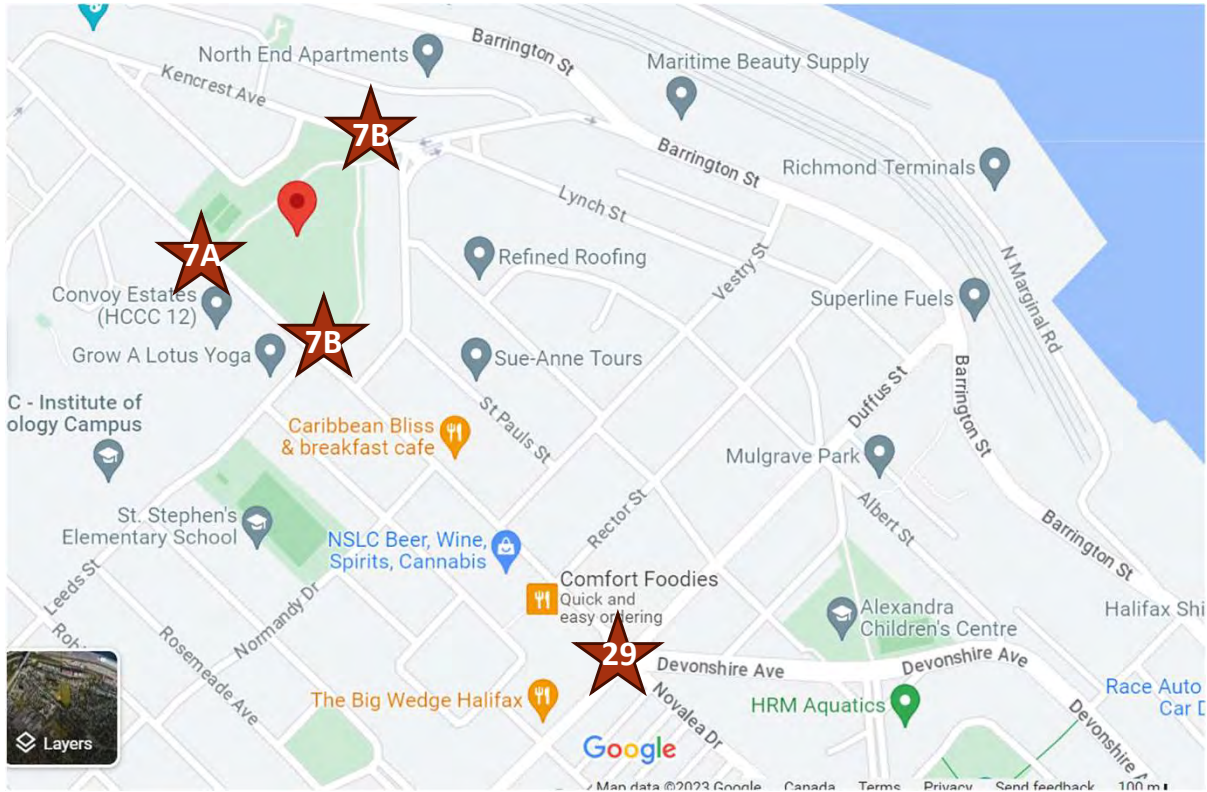 North End Apartments
Barrington St
Maritime Beauty Supply
Kencrest Ave
7B
Barrington St
Richmond Terminals
Lynch St
7A
Refined Roofing
Vestry St
N Marginal Rd
Convoy Estates
(HCCC 12)
Superline Fuels
7B
Grow A Lotus Yoga
Sue-Anne Tours
Barrington St
Duffus St
C - Institute of
ology Campus
St Pauls St
Caribbean Bliss
& breakfast cafe
Mulgrave Park
Rector St
Albert St
St. Stephen's
Elementary School
NSLC Beer, Wine,
Spirits, Cannabis
Barrington St
Comfort Foodies
Quick and
easy ordering
Leeds St
Normandy Dr
Alexandra
Children's Centre
Halifax Shi
Rob
Rosemeade Ave
29
Devonshire Ave
Devonshire Ave
The Big Wedge Halifax
Novalea Dr
HRM Aquatics
Race Auto
Car D
Devonshire A
Layers
Google
Map data ©2023 Google Canada Terms Privacy Send feedback 100 m